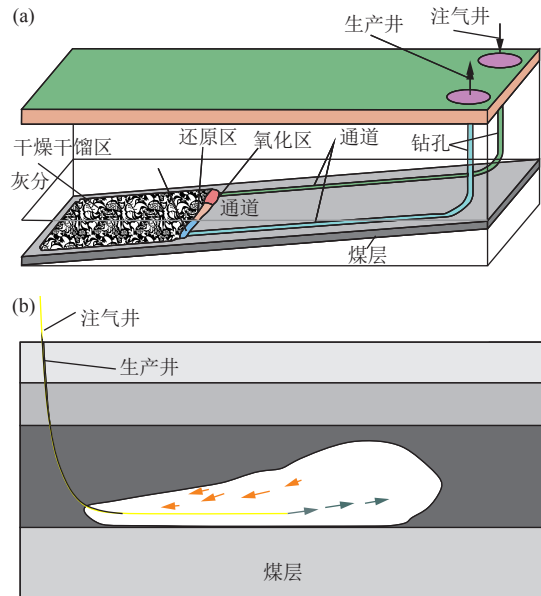 (a)
注气井
生产井
还原区
氧化区
通道
钻孔
干燥干馏区
灰分
通道
煤层
(b)
注气井
生产井
煤层